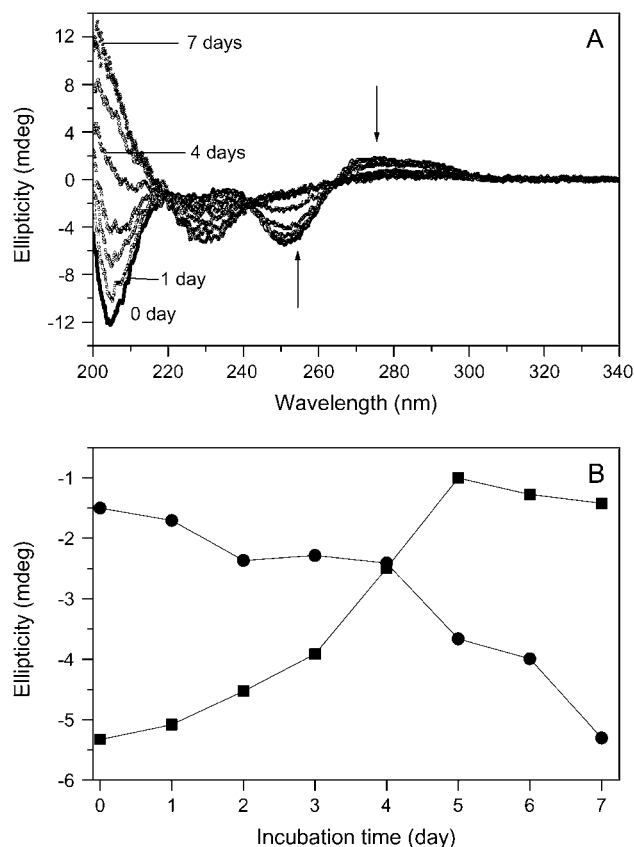 A
7 days
4 days
1 day
0 day
12
8
4
0
-4
-8
-12
Ellipticity (mdeg)
200 220 240 260 280 300 320 340
Wavelength (nm)
B
-1
-2
-3
-4
-5
-6
Ellipticity (mdeg)
0 1 2 3 4 5 6 7
Incubation time (day)